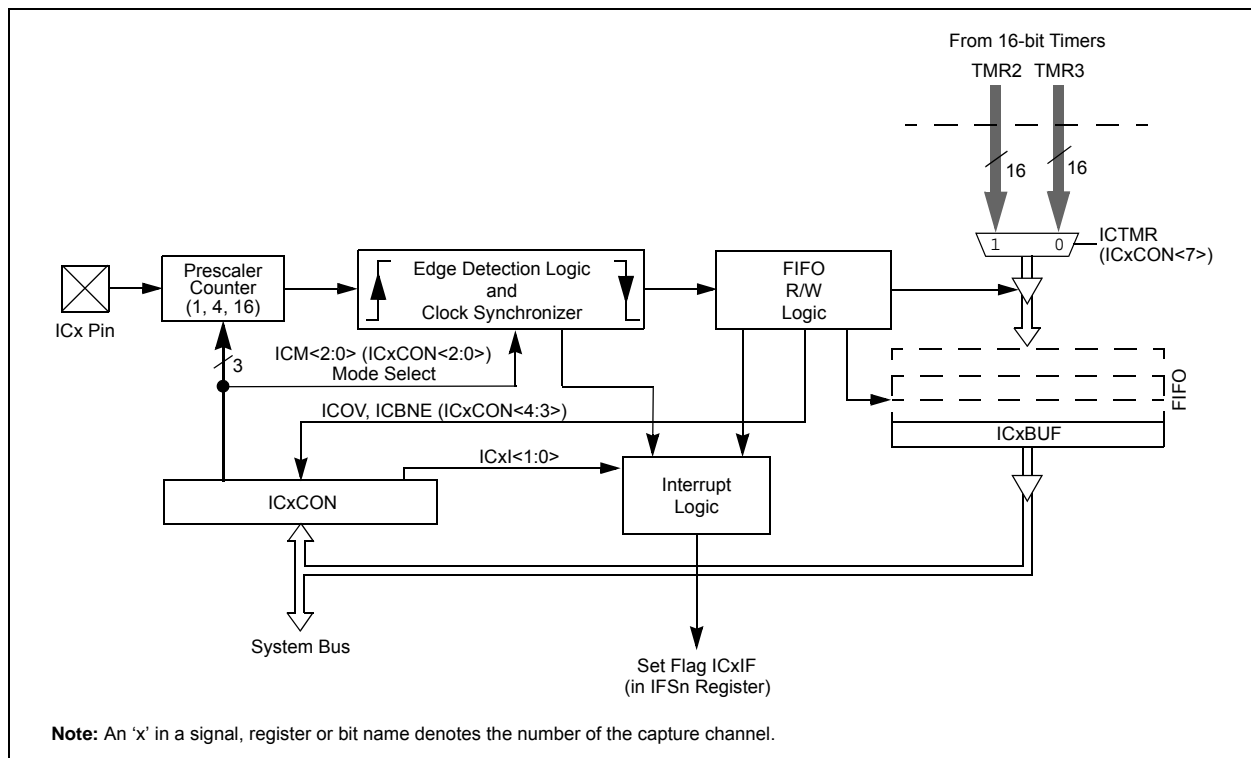 From 16-bit Timers
TMR2 TMR3
16 16
1 0
ICTMR
(ICxCON<7>)
Prescaler
Counter
(1, 4, 16)
Edge Detection Logic
and
Clock Synchronizer
FIFO
R/W
Logic
ICx Pin
3
ICM<2:0> (ICxCON<2:0>)
Mode Select
FIFO
ICOV, ICBNE (ICxCON<4:3>)
ICxBUF
ICxI<1:0>
Interrupt
Logic
ICxCON
System Bus
Set Flag ICxIF
(in IFSn Register)
Note: An ‘x’ in a signal, register or bit name denotes the number of the capture channel.